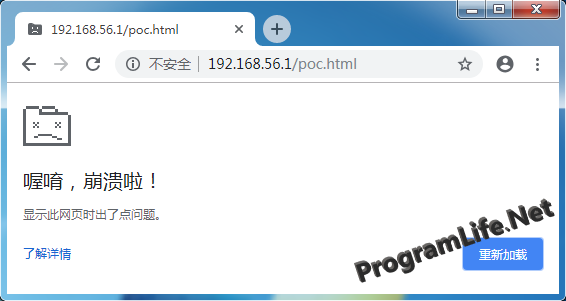 192.168.56.1/poc.html
不安全 192.168.56.1/poc.html
喔唷，崩溃啦！
显示此网页时出了点问题。
了解详情
重新加载
ProgramLife.Net